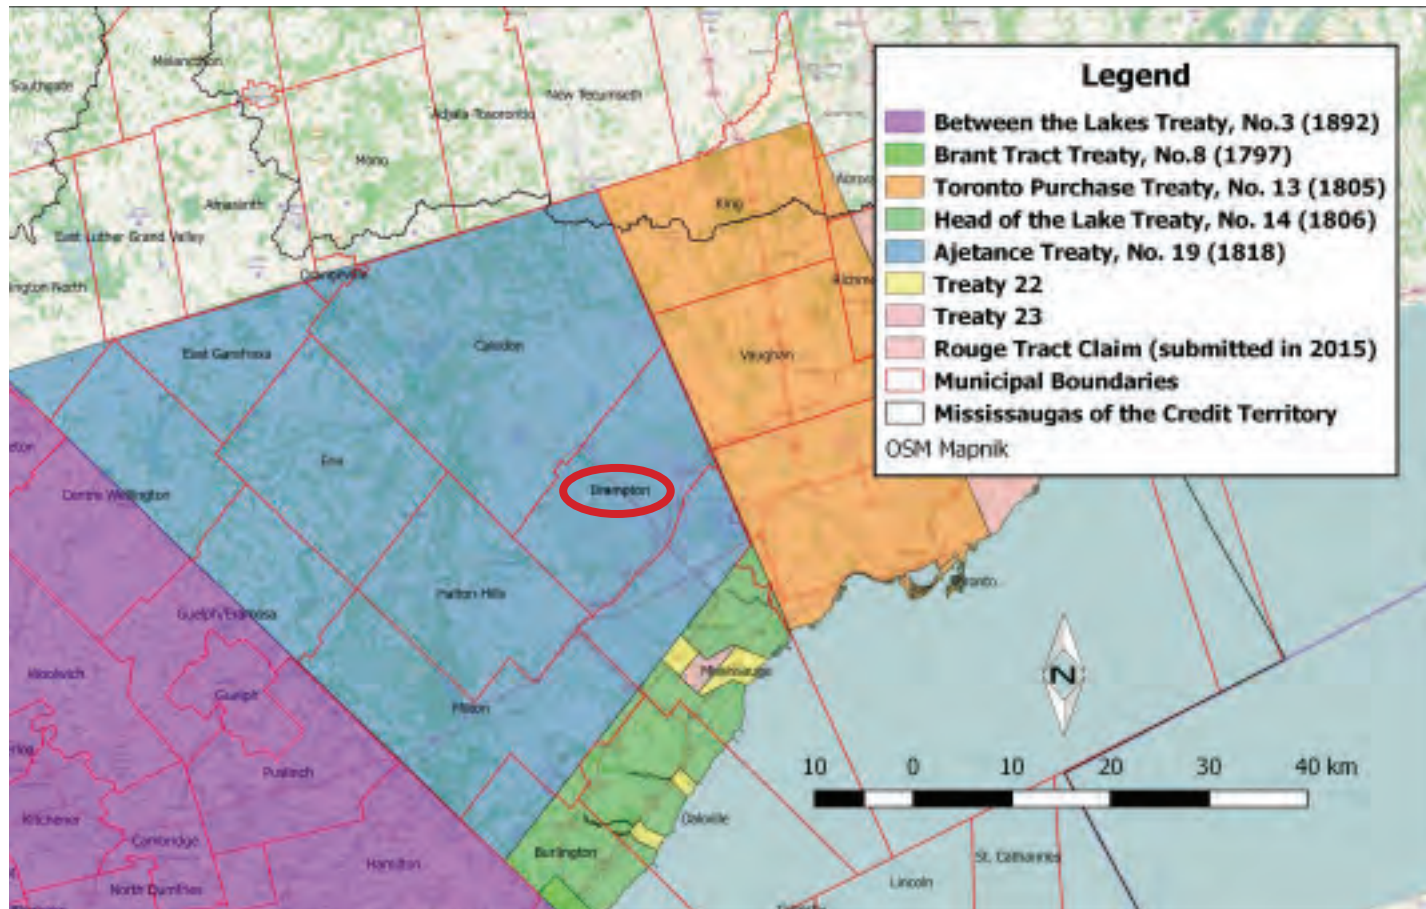 Melancthon
Southgate
New Tecumseth
Adjala-Tosorontio
Mono
Amaranth
King
East Luther Grand Valley
Orangeville
East Garafraxa
Caledon
Vaughan
Erin
Brampton
Centre Wellington
Halton Hills
Toronto
Guelph/Eramosa
Woolwich
Mississauga
Guelph
Milton
Puslinch
Kitchener
Oakville
Cambridge
Burlington
Hamilton
St. Catharines
Lincoln
North Dumfries
Legend
Between the Lakes Treaty, No.3 (1892)
Brant Tract Treaty, No.8 (1797)
Toronto Purchase Treaty, No. 13 (1805)
Head of the Lake Treaty, No. 14 (1806)
Ajetance Treaty, No. 19 (1818)
Treaty 22
Treaty 23
Rouge Tract Claim (submitted in 2015)
Municipal Boundaries
Mississaugas of the Credit Territory
OSM Mapnik
N
10 0 10 20 30 40 km